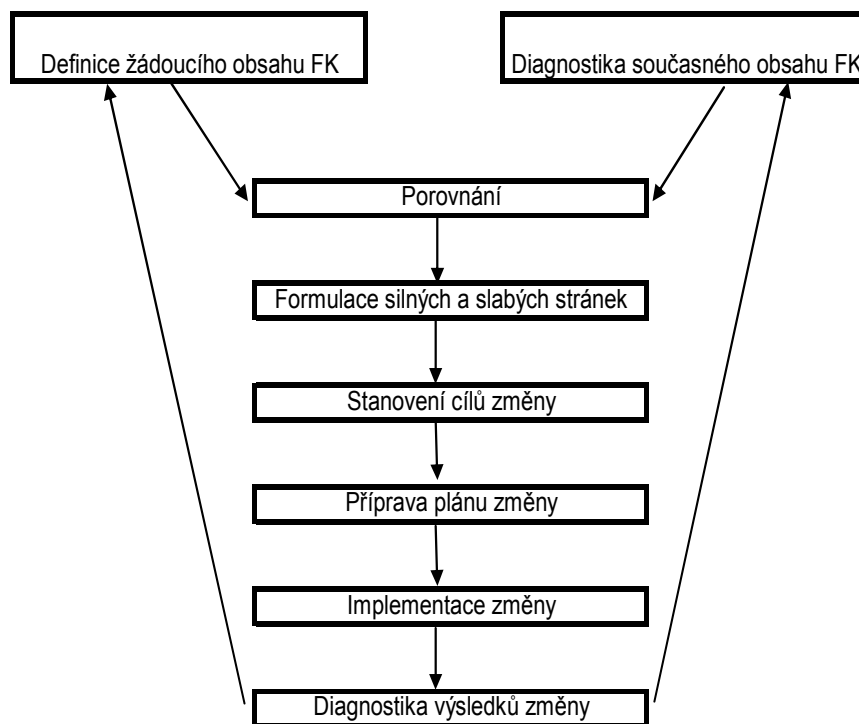 Definice žádoucího obsahu FK
Diagnostika současného obsahu FK
Porovnání
Formulace silných a slabých stránek
Stanovení cílů změny
Příprava plánu změny
Implementace změny
Diagnostika výsledků změny